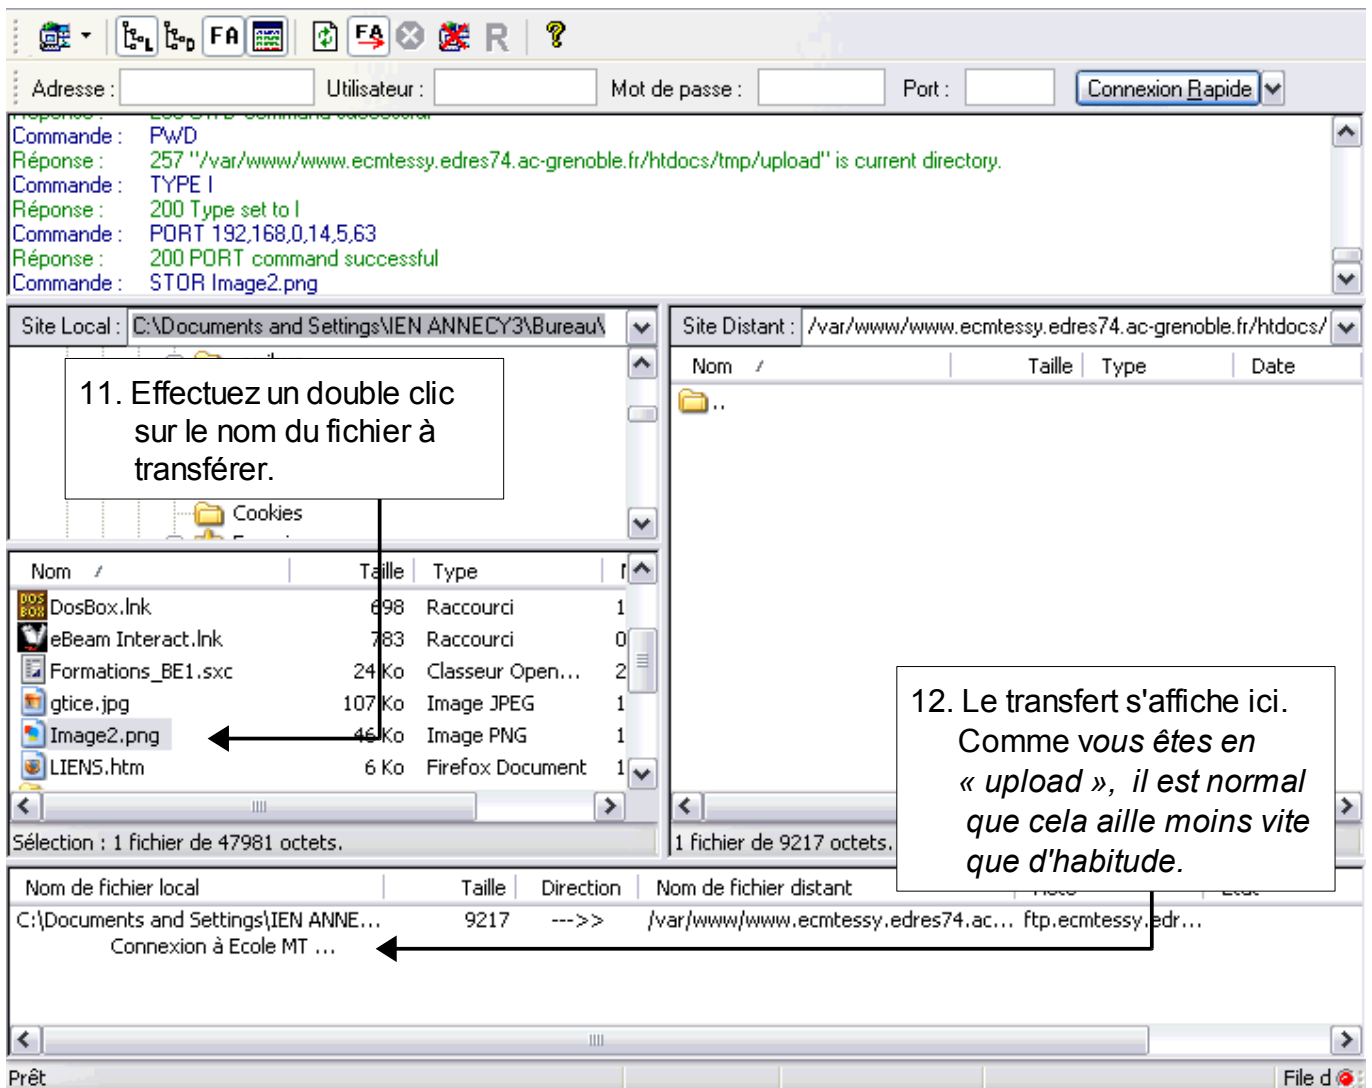 FA FA R ?
Adresse : Utilisateur : Mot de passe : Port : Connexion Rapide
Commande : PWD
Réponse : 257 "/var/www/www.ecmtessy.edres74.ac-grenoble.fr/htdocs/tmp/upload" is current directory.
Commande : TYPE I
Réponse : 200 Type set to I
Commande : PORT 192,168,0,14,5,63
Réponse : 200 PORT command successful
Commande : STOR Image2.png
Site Local : C:\Documents and Settings\IEN ANNECY3\Bureau\
Site Distant : /var/www/www.ecmtessy.edres74.ac-grenoble.fr/htdocs/
Nom / Taille Type Date
..
11. Effectuez un double clic
sur le nom du fichier à
transférer.
Cookies
Nom / Taille Type
DosBox.lnk 698 Raccourci 1
eBeam Interact.lnk 783 Raccourci 0
Formations_BE1.sxc 24 Ko Classeur Open... 2
gtice.jpg 107 Ko Image JPEG 1
Image2.png 46 Ko Image PNG 1
LIENS.htm 6 Ko Firefox Document 1
Sélection : 1 fichier de 47981 octets.
1 fichier de 9217 octets.
12. Le transfert s'affiche ici.
Comme vous êtes en
« upload », il est normal
que cela aille moins vite
que d'habitude.
Nom de fichier local Taille Direction Nom de fichier distant
C:\Documents and Settings\IEN ANNE... 9217 --->> /var/www/www.ecmtessy.edres74.ac... ftp.ecmtessy.edr...
Connexion à Ecole MT ...
Prêt File d